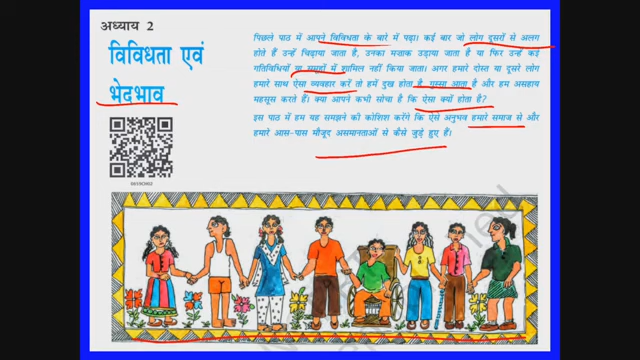 अध्याय 2
विविधता एवं
भेदभाव
पिछले पाठ में आपने विविधता के बारे में पढ़ा। कई बार जो लोग दूसरों से अलग
होते हैं उन्हें चिढ़ाया जाता है, उनका मजाक उड़ाया जाता है या फिर उन्हें कई
गतिविधियों या समूहों में शामिल नहीं किया जाता। अगर हमारे दोस्त या दूसरे लोग
हमारे साथ ऐसा व्यवहार करें तो हमें दुख होता है, गुस्सा आता है और हम असहाय
महसूस करते हैं। क्या आपने कभी सोचा है कि ऐसा क्यों होता है?
इस पाठ में हम यह समझने की कोशिश करेंगे कि ऐसे अनुभव हमारे समाज से और
हमारे आस-पास मौजूद असमानताओं से कैसे जुड़े हुए हैं।